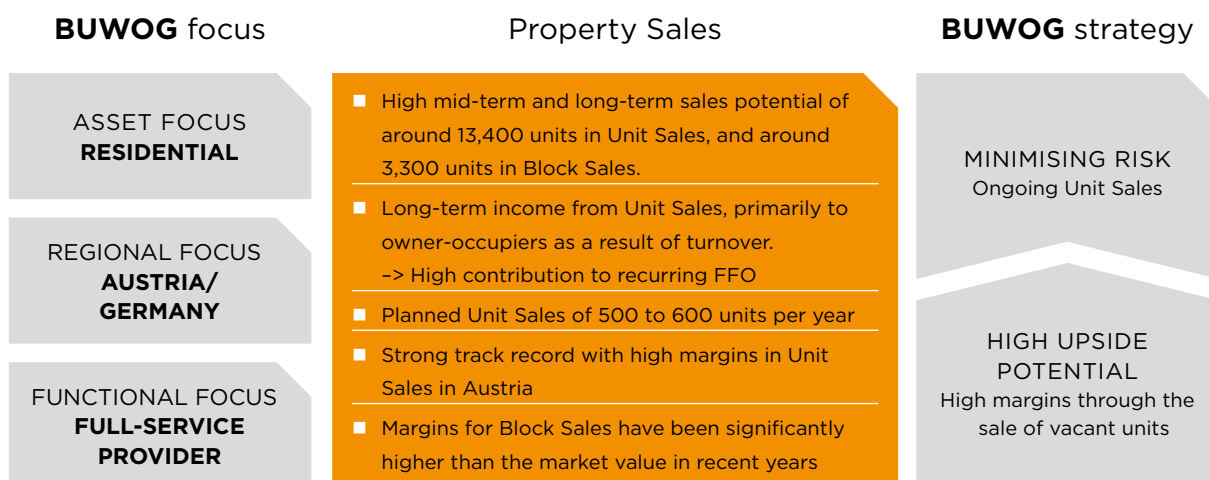 BUWOG focus
ASSET FOCUS
RESIDENTIAL
REGIONAL FOCUS
AUSTRIA/
GERMANY
FUNCTIONAL FOCUS
FULL-SERVICE
PROVIDER
Property Sales
■ High mid-term and long-term sales potential of
around 13,400 units in Unit Sales, and around
3,300 units in Block Sales.
■ Long-term income from Unit Sales, primarily to
owner-occupiers as a result of turnover.
–> High contribution to recurring FFO
■ Planned Unit Sales of 500 to 600 units per year
■ Strong track record with high margins in Unit
Sales in Austria
■ Margins for Block Sales have been significantly
higher than the market value in recent years
BUWOG strategy
MINIMISING RISK
Ongoing Unit Sales
HIGH UPSIDE
POTENTIAL
High margins through the
sale of vacant units